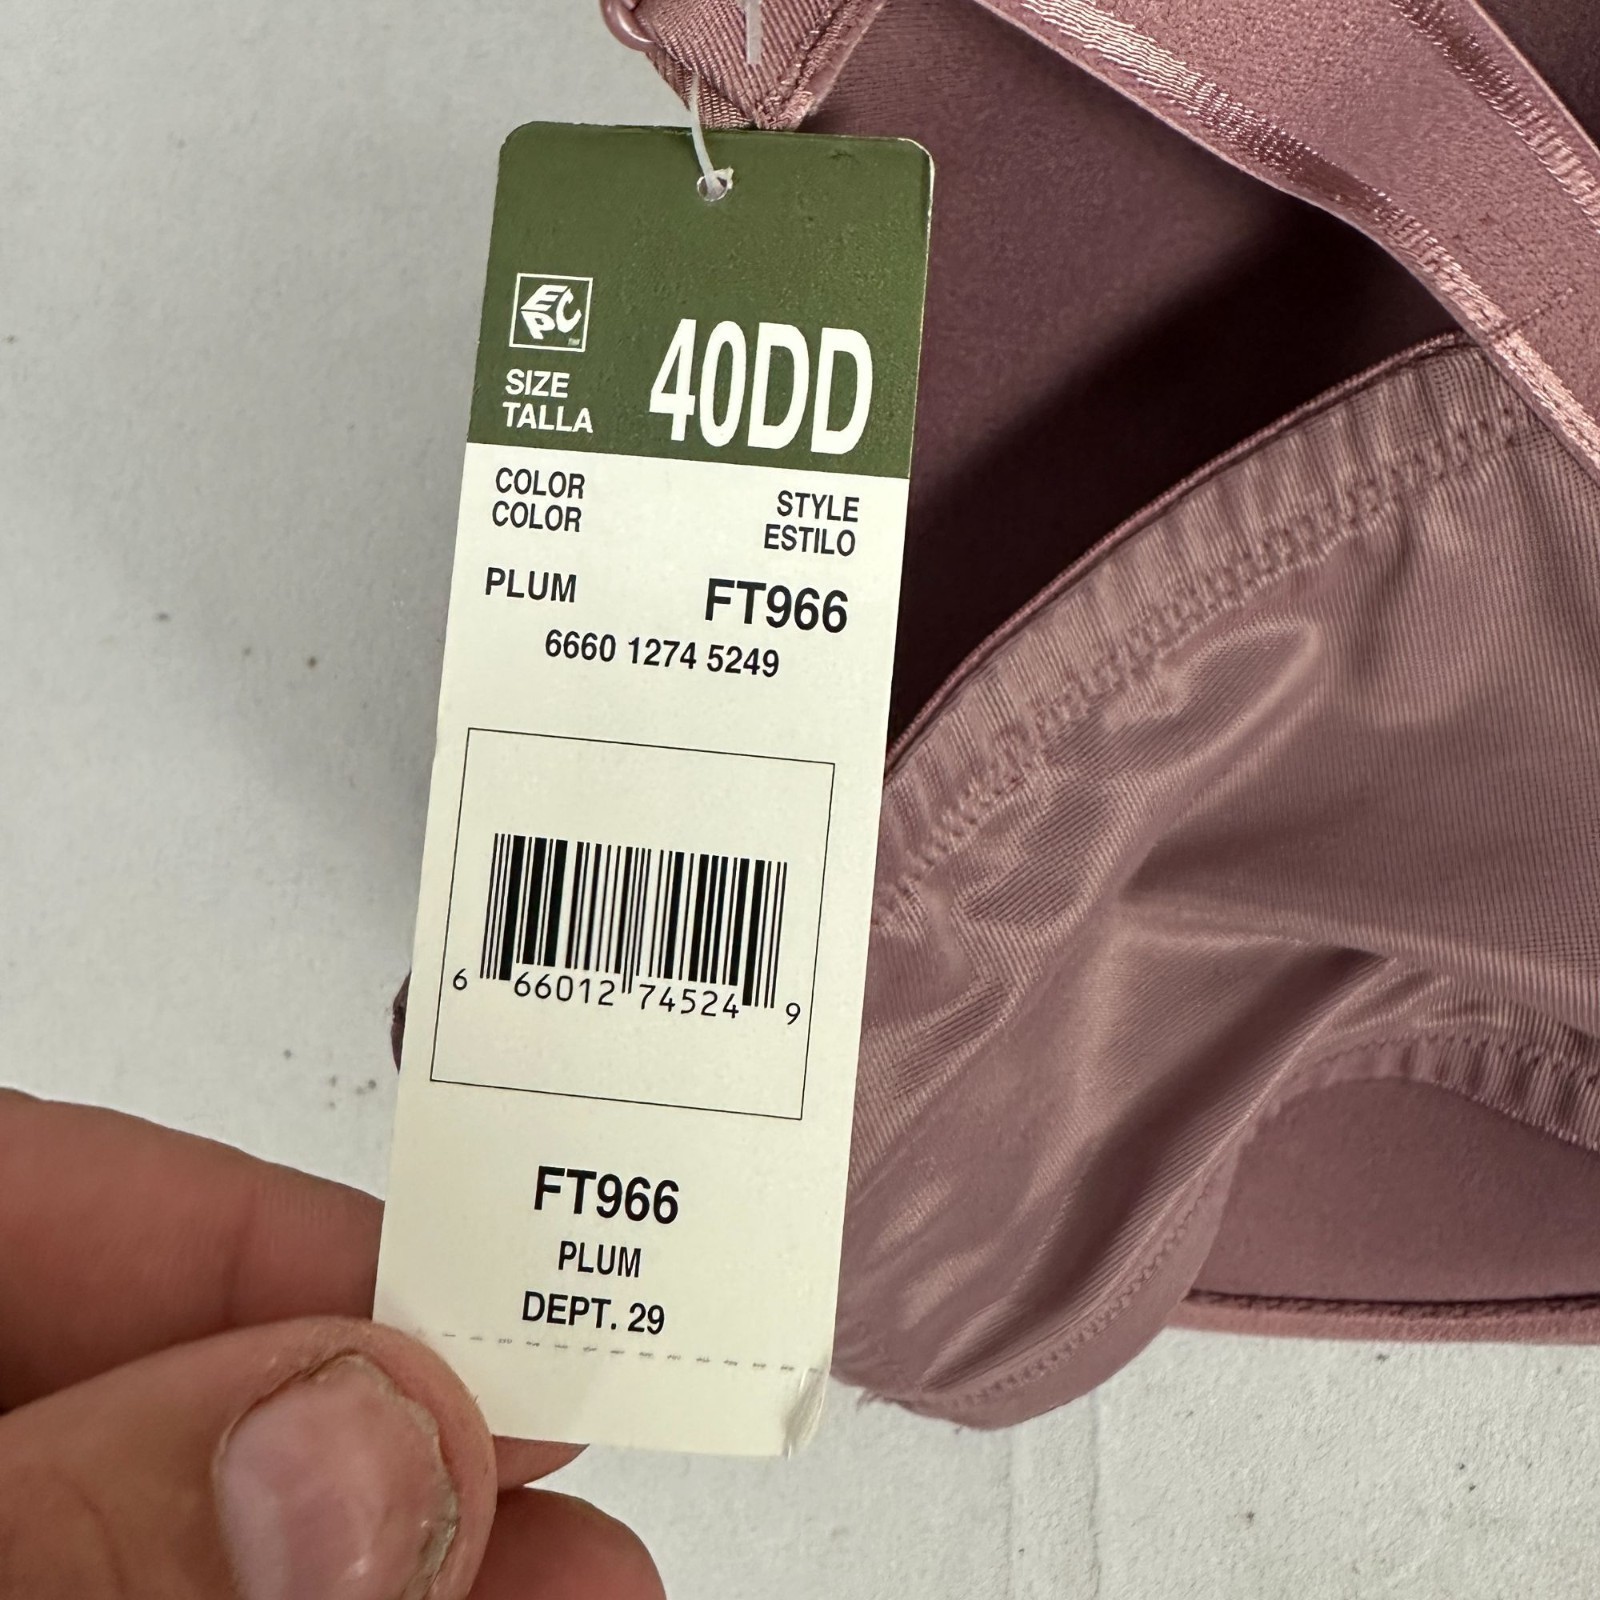 EPC™
SIZE
TALLA
40DD
COLOR
COLOR
STYLE
ESTILO
PLUM
FT966
6660 1274 5249
6 66012 74524 9
FT966
PLUM
DEPT. 29